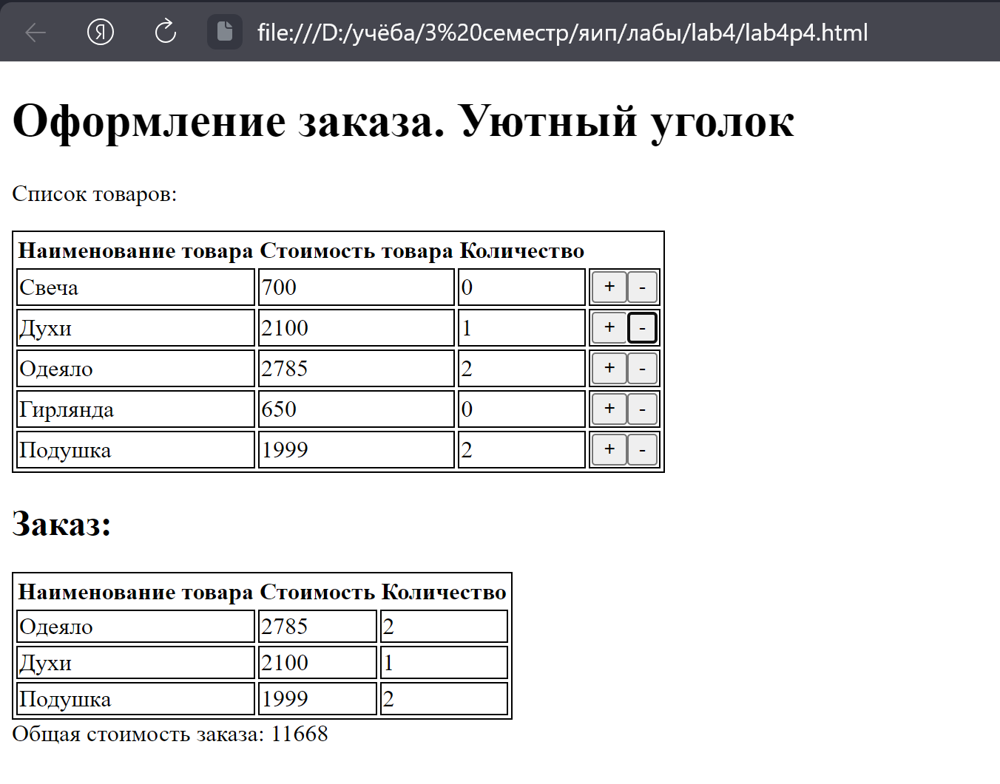 file:///D:/учёба/3%20семестр/яип/лабы/lab4/lab4p4.html
Оформление заказа. Уютный уголок
Список товаров:
Наименование товара Стоимость товара Количество
Свеча 700 0 + -
Духи 2100 1 + -
Одеяло 2785 2 + -
Гирлянда 650 0 + -
Подушка 1999 2 + -
Заказ:
Наименование товара Стоимость Количество
Одеяло 2785 2
Духи 2100 1
Подушка 1999 2
Общая стоимость заказа: 11668